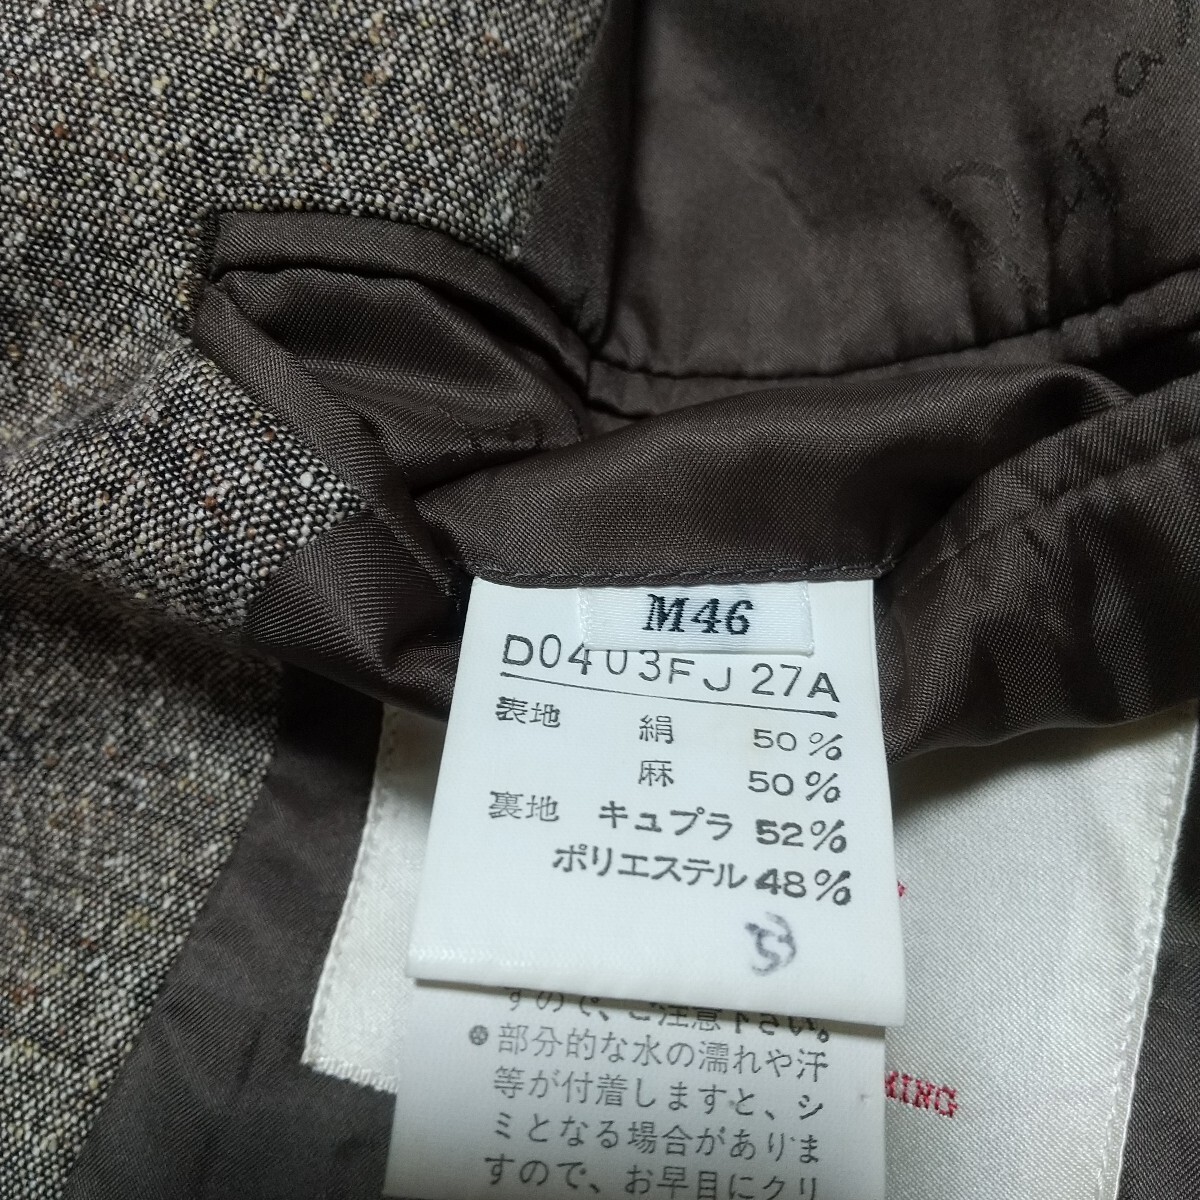 M46
D0403FJ27A
表地 絹 50%
麻 50%
裏地 キュプラ 52%
ポリエステル 48%
53
すので、ご注意下さい。
部分的な水の濡れや汗
等が付着しますと、シ
ミとなる場合がありま
すので、お早目にクリ
MING